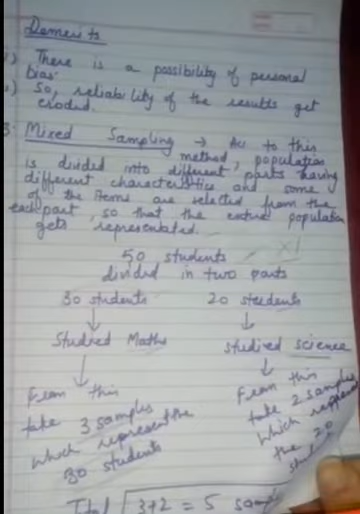 Demerits
i) There is a possibility of personal
bias.
) So, reliability of the results get
eroded.
3. Mixed Sampling → Acc to this
method, population
is divided into different parts having
different characteristics and some
of the items are selected from the
each part, so that the entire population
gets represented.
50 students
divided in two parts
30 students 20 students
↓ ↓
Studied Maths Studied Science
↓ ↓
From this From this
take 3 samples take 2 samples
which represent the which
30 students the 20
Total 3+2 = 5